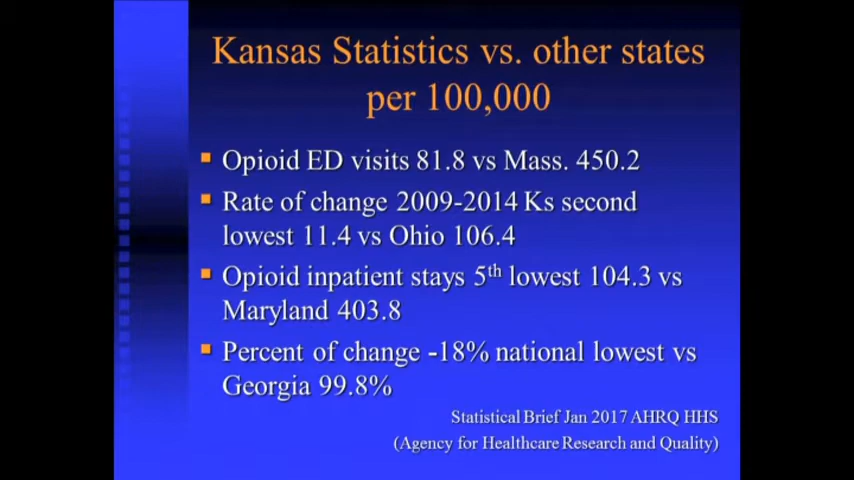 Kansas Statistics vs. other states
per 100,000
▪ Opioid ED visits 81.8 vs Mass. 450.2
▪ Rate of change 2009-2014 Ks second
lowest 11.4 vs Ohio 106.4
▪ Opioid inpatient stays 5th lowest 104.3 vs
Maryland 403.8
▪ Percent of change -18% national lowest vs
Georgia 99.8%
Statistical Brief Jan 2017 AHRQ HHS
(Agency for Healthcare Research and Quality)